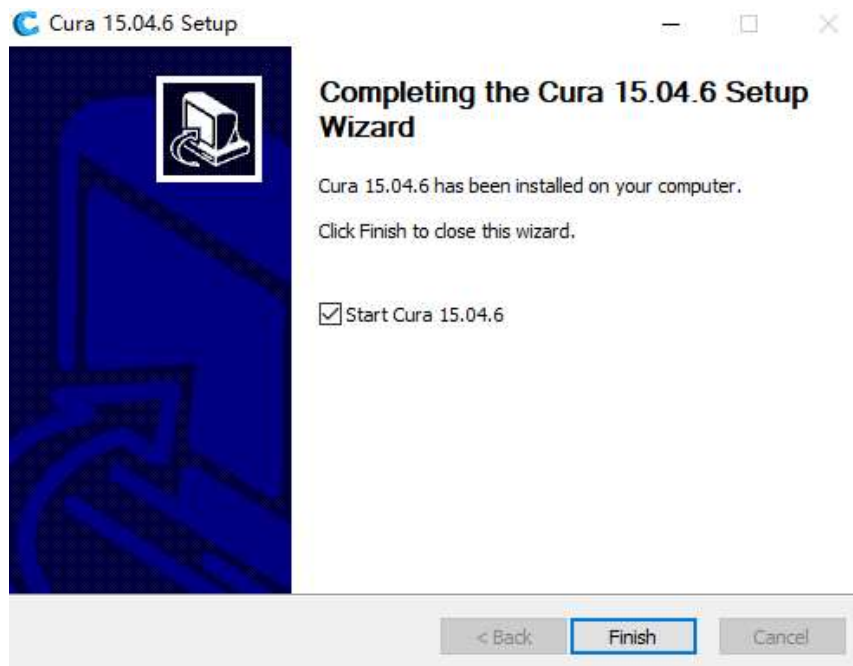 Cura 15.04.6 Setup
Completing the Cura 15.04.6 Setup
Wizard
Cura 15.04.6 has been installed on your computer.
Click Finish to close this wizard.
Start Cura 15.04.6
< Back
Finish
Cancel